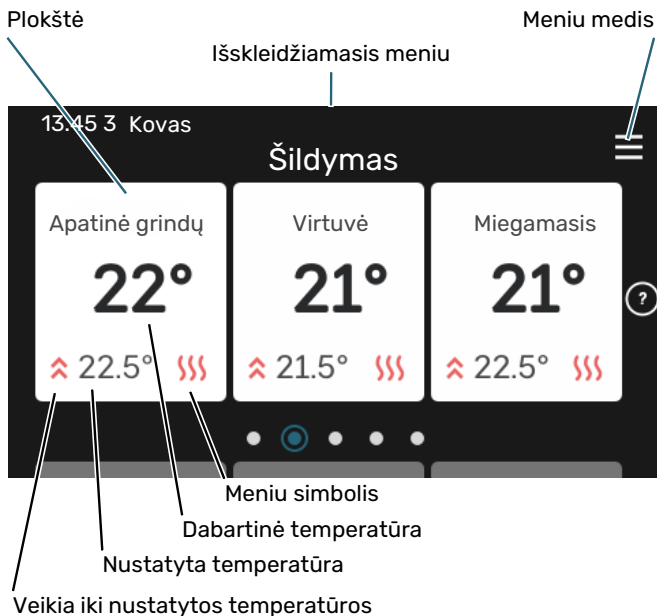 Plokštė
Meniu medis
Išskleidžiamasis meniu
13.45 3 Kovas
Šildymas
Apatinė grindų
Virtuvė
Miegamasis
22°
21°
21°
?
22.5°
21.5°
22.5°
Meniu simbolis
Dabartinė temperatūra
Nustatyta temperatūra
Veikia iki nustatytos temperatūros